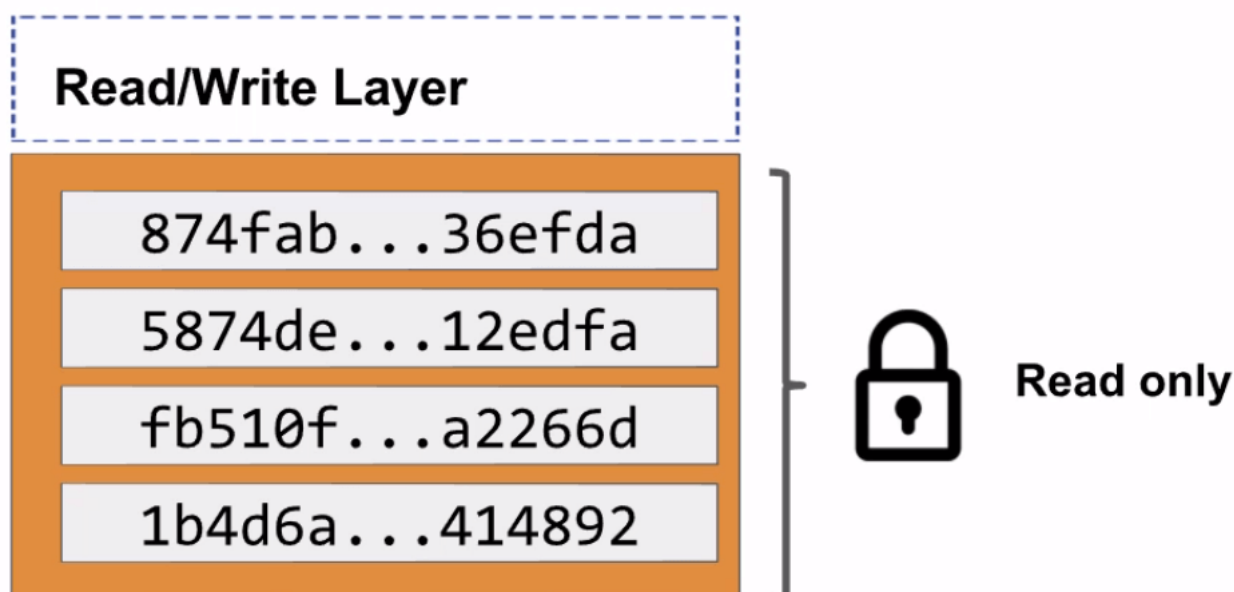 Read/Write Layer
874fab...36efda
5874de...12edfa
fb510f...a2266d
1b4d6a...414892
Read only